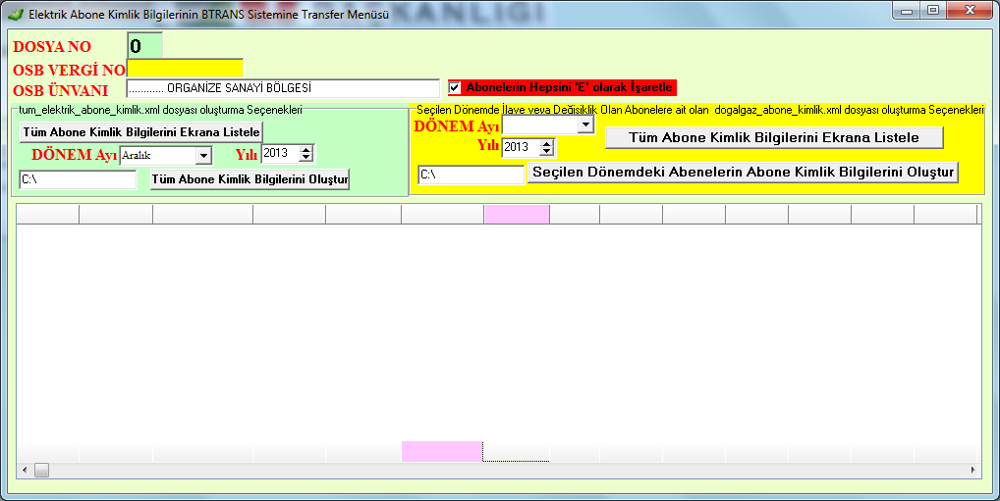 Elektrik Abone Kimlik Bilgilerinin BTRANS Sistemine Transfer Menüsü
DOSYA NO 0
OSB VERGİ NO
OSB ÜNVANI ............ ORGANİZE SANAYİ BÖLGESİ Abonelerin Hepsini 'E' olarak İşaretle
tum_elektrik_abone_kimlik.xml dosyası oluşturma Seçenekleri
Tüm Abone Kimlik Bilgilerini Ekrana Listele
DÖNEM Ayı Aralık Yılı 2013
C:\ Tüm Abone Kimlik Bilgilerini Oluştur
Seçilen Dönemde İlave veya Değişiklik Olan Abonelere ait olan dogalgaz_abone_kimlik.xml dosyası oluşturma Seçenekleri
DÖNEM Ayı
Yılı 2013
Tüm Abone Kimlik Bilgilerini Ekrana Listele
C:\ Seçilen Dönemdeki Abenelerin Abone Kimlik Bilgilerini Oluştur